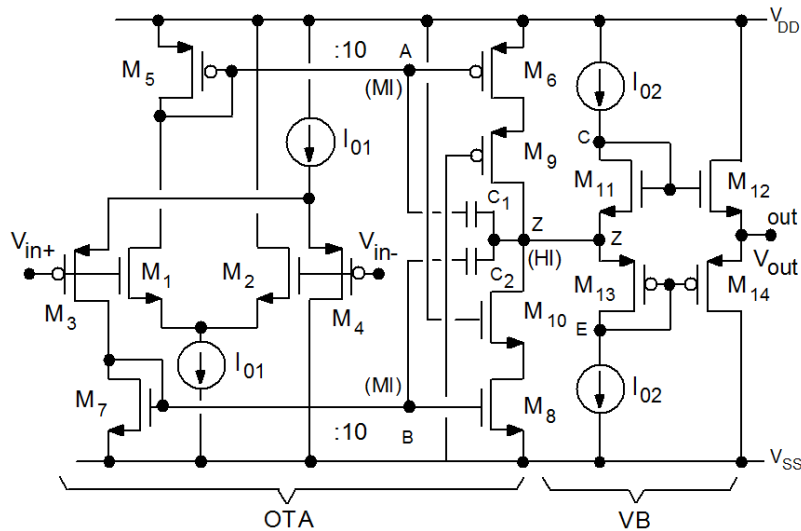 V_DD
:10
A
M_5
(MI)
M_6
I_02
I_01
M_9
C
M_11
M_12
C_1
out
V_in+
V_in-
Z
Z
M_1
M_2
(HI)
V_out
C_2
M_13
M_14
M_3
M_4
M_10
E
I_01
(MI)
I_02
M_7
M_8
:10
B
V_SS
OTA
VB